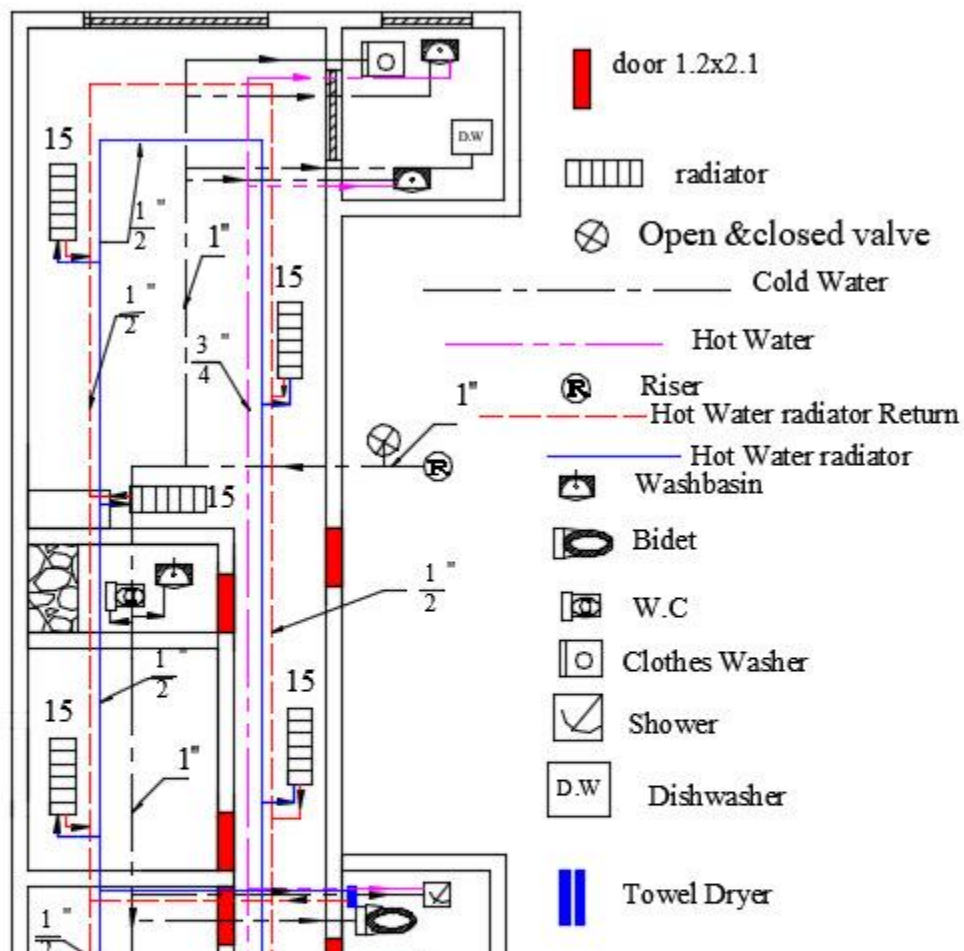 door 1.2x2.1
D.W
15
radiator
1"
2
Open &closed valve
1"
15
Cold Water
1"
2
3"
4
Hot Water
Riser
1"
R
Hot Water radiator Return
Hot Water radiator
R
15
Washbasin
Bidet
1"
2
W.C
Clothes Washer
1"
2
15
15
Shower
1"
D.W
Dishwasher
Towel Dryer
1"